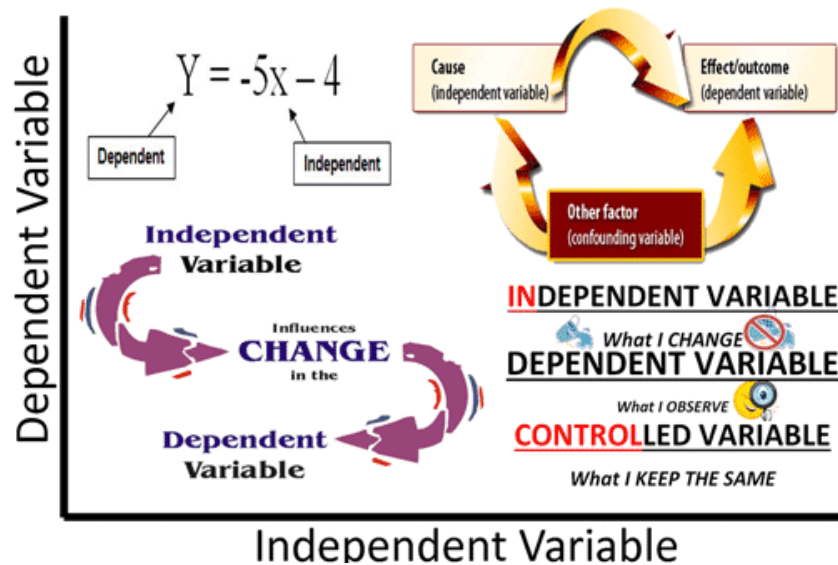 Dependent Variable
Y = -5x – 4
Dependent
Independent
Cause
(independent variable)
Effect/outcome
(dependent variable)
Other factor
(confounding variable)
Independent
Variable
Influences
CHANGE
in the
Dependent
Variable
INDEPENDENT VARIABLE
What I CHANGE
DEPENDENT VARIABLE
What I OBSERVE
CONTROLLED VARIABLE
What I KEEP THE SAME
Independent Variable